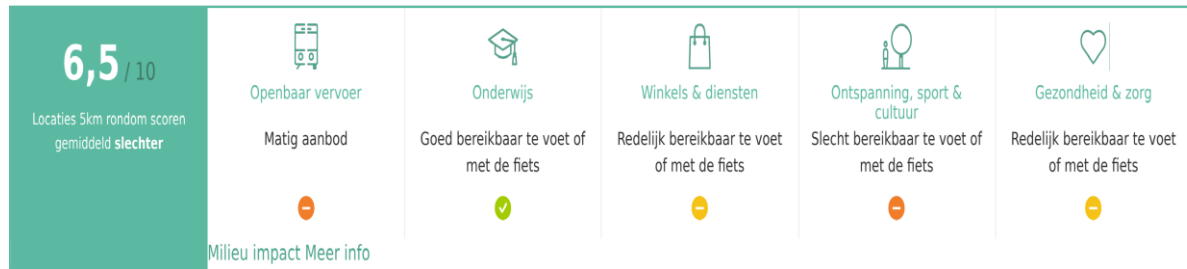 6,5 / 10
Locaties 5km rondom scoren
gemiddeld slechter
Openbaar vervoer
Matig aanbod
Onderwijs
Goed bereikbaar te voet of
met de fiets
Winkels & diensten
Redelijk bereikbaar te voet
of met de fiets
Ontspanning, sport &
cultuur
Slecht bereikbaar te voet of
met de fiets
Gezondheid & zorg
Redelijk bereikbaar te voet
of met de fiets
Milieu impact Meer info